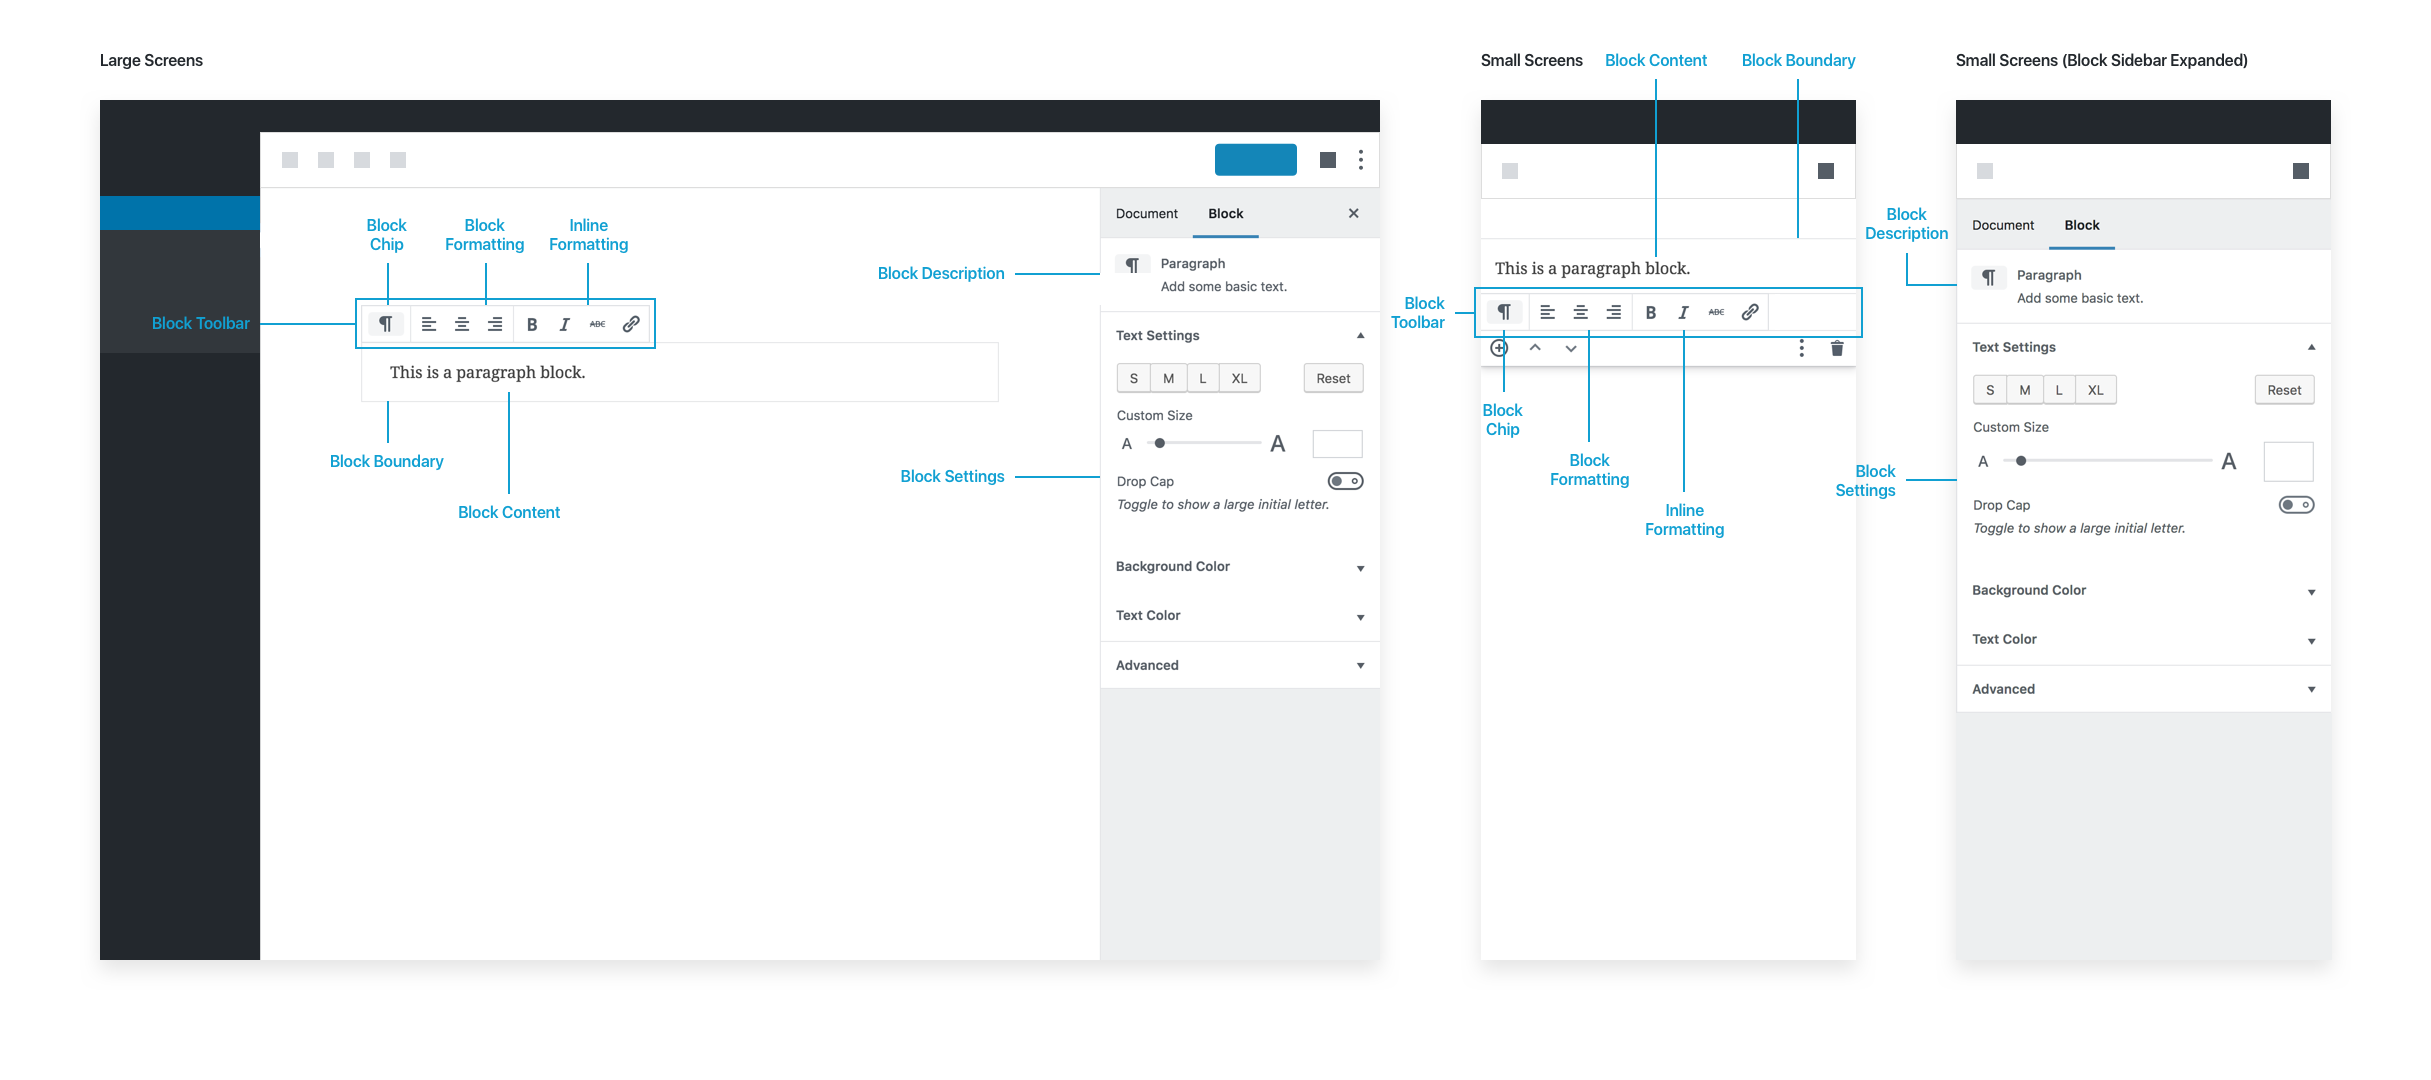 Large Screens
Block
Chip
Block
Formatting
Inline
Formatting
Block Toolbar
B I ABC
This is a paragraph block.
Block Boundary
Block Content
Block Description
Block Settings
Document Block
Paragraph
Add some basic text.
Text Settings
S M L XL Reset
Custom Size
A A
Drop Cap
Toggle to show a large initial letter.
Background Color
Text Color
Advanced
Small Screens
Block Content
Block Boundary
This is a paragraph block.
Block
Toolbar
B I ABC
Block
Chip
Block
Formatting
Inline
Formatting
Small Screens (Block Sidebar Expanded)
Block
Description
Block
Settings
Document Block
Paragraph
Add some basic text.
Text Settings
S M L XL Reset
Custom Size
A A
Drop Cap
Toggle to show a large initial letter.
Background Color
Text Color
Advanced